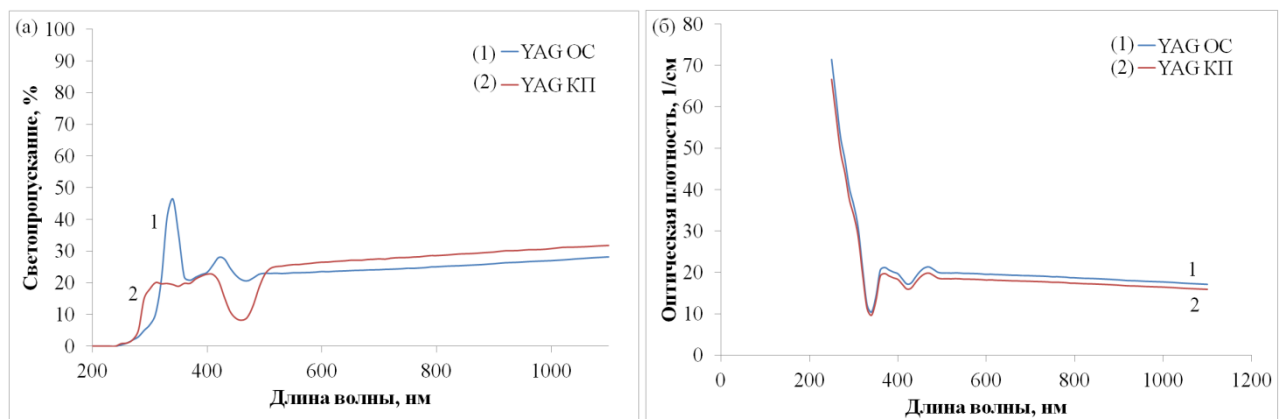 (а)
100
90
80
70
60
50
40
30
20
10
0
Светопропускание, %
(1) YAG ОС
(2) YAG КП
1
2
200 400 600 800 1000
Длина волны, нм
(б)
80
70
60
50
40
30
20
10
0
Оптическая плотность, 1/см
(1) YAG ОС
(2) YAG КП
1
2
0 200 400 600 800 1000 1200
Длина волны, нм